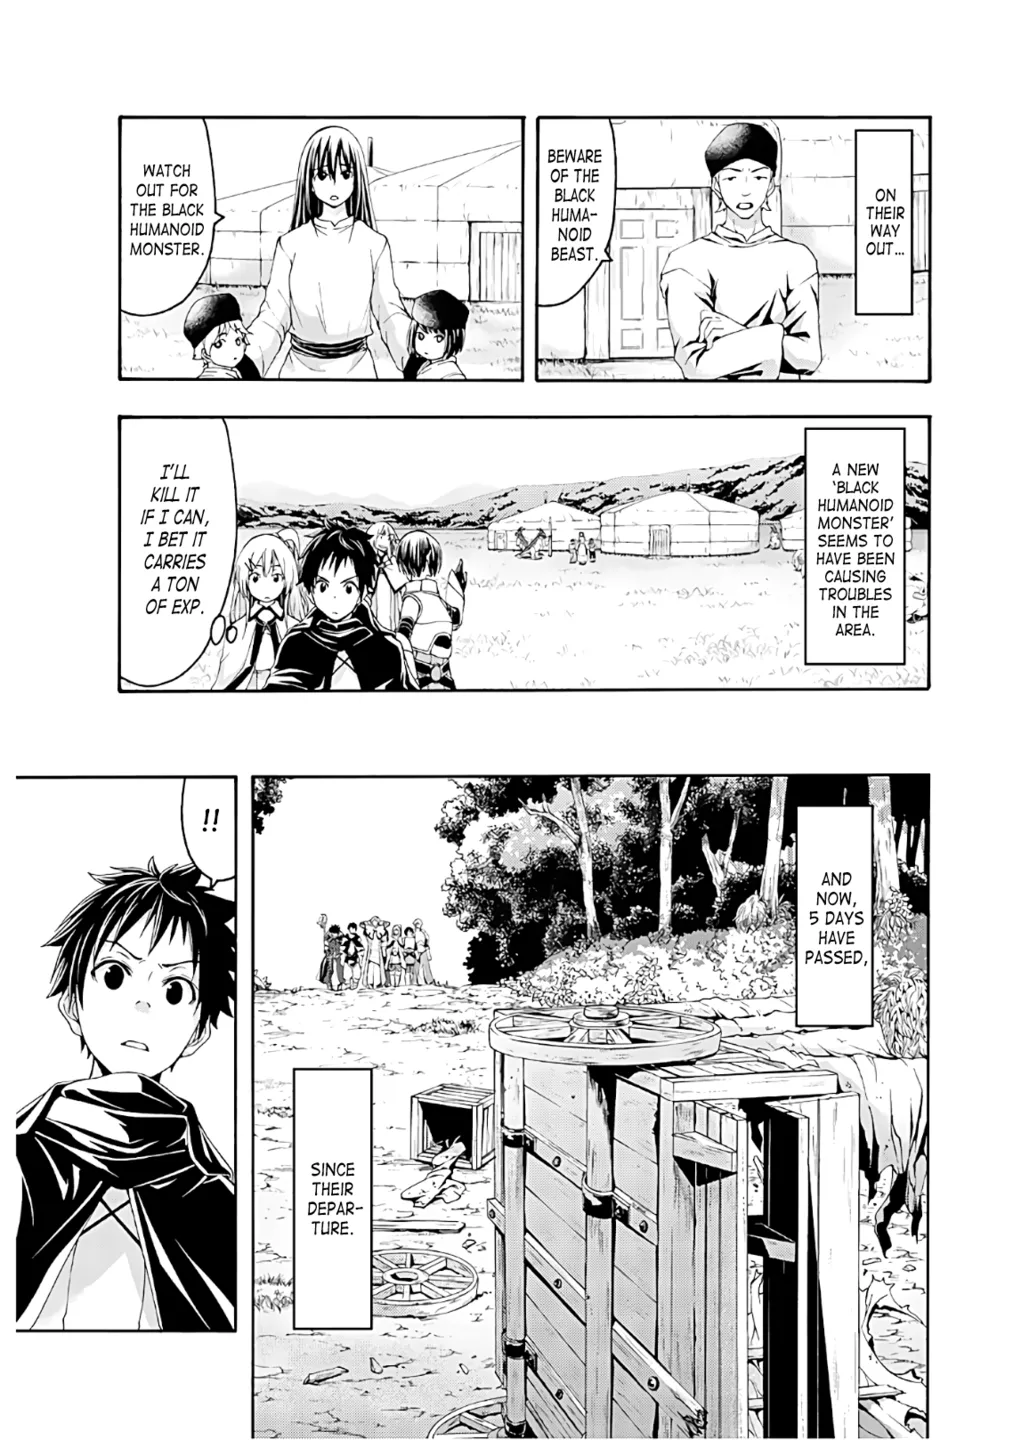 ON
THEIR
WAY
OUT...
BEWARE
OF THE
BLACK
HUMA-
NOID
BEAST.
WATCH
OUT FOR
THE BLACK
HUMANOID
MONSTER.
A NEW
'BLACK
HUMANOID
MONSTER'
SEEMS TO
HAVE BEEN
CAUSING
TROUBLES
IN THE
AREA.
I'LL
KILL IT
IF I CAN,
I BET IT
CARRIES
A TON
OF EXP.
AND
NOW,
5 DAYS
HAVE
PASSED,
SINCE
THEIR
DEPAR-
TURE.
!!